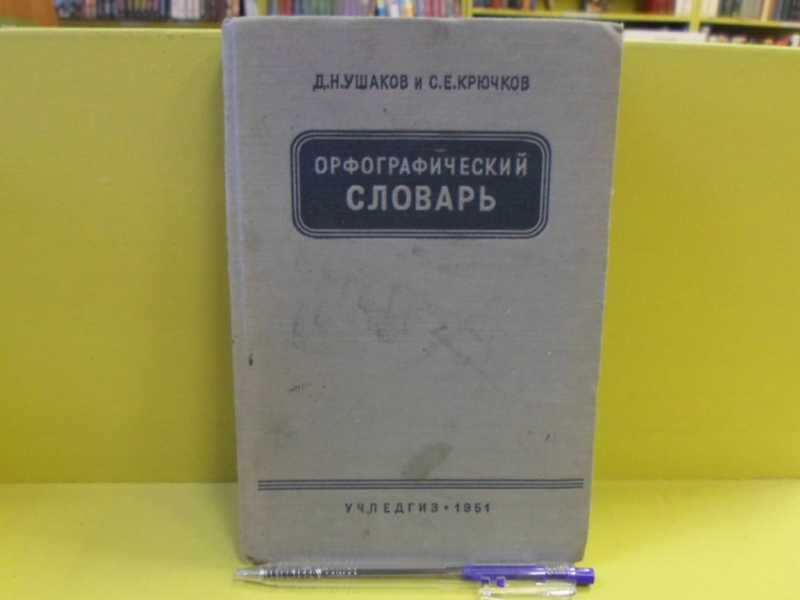 Д.Н.УШАКОВ и С.Е.КРЮЧКОВ
ОРФОГРАФИЧЕСКИЙ
СЛОВАРЬ
УЧПЕДГИЗ • 1951